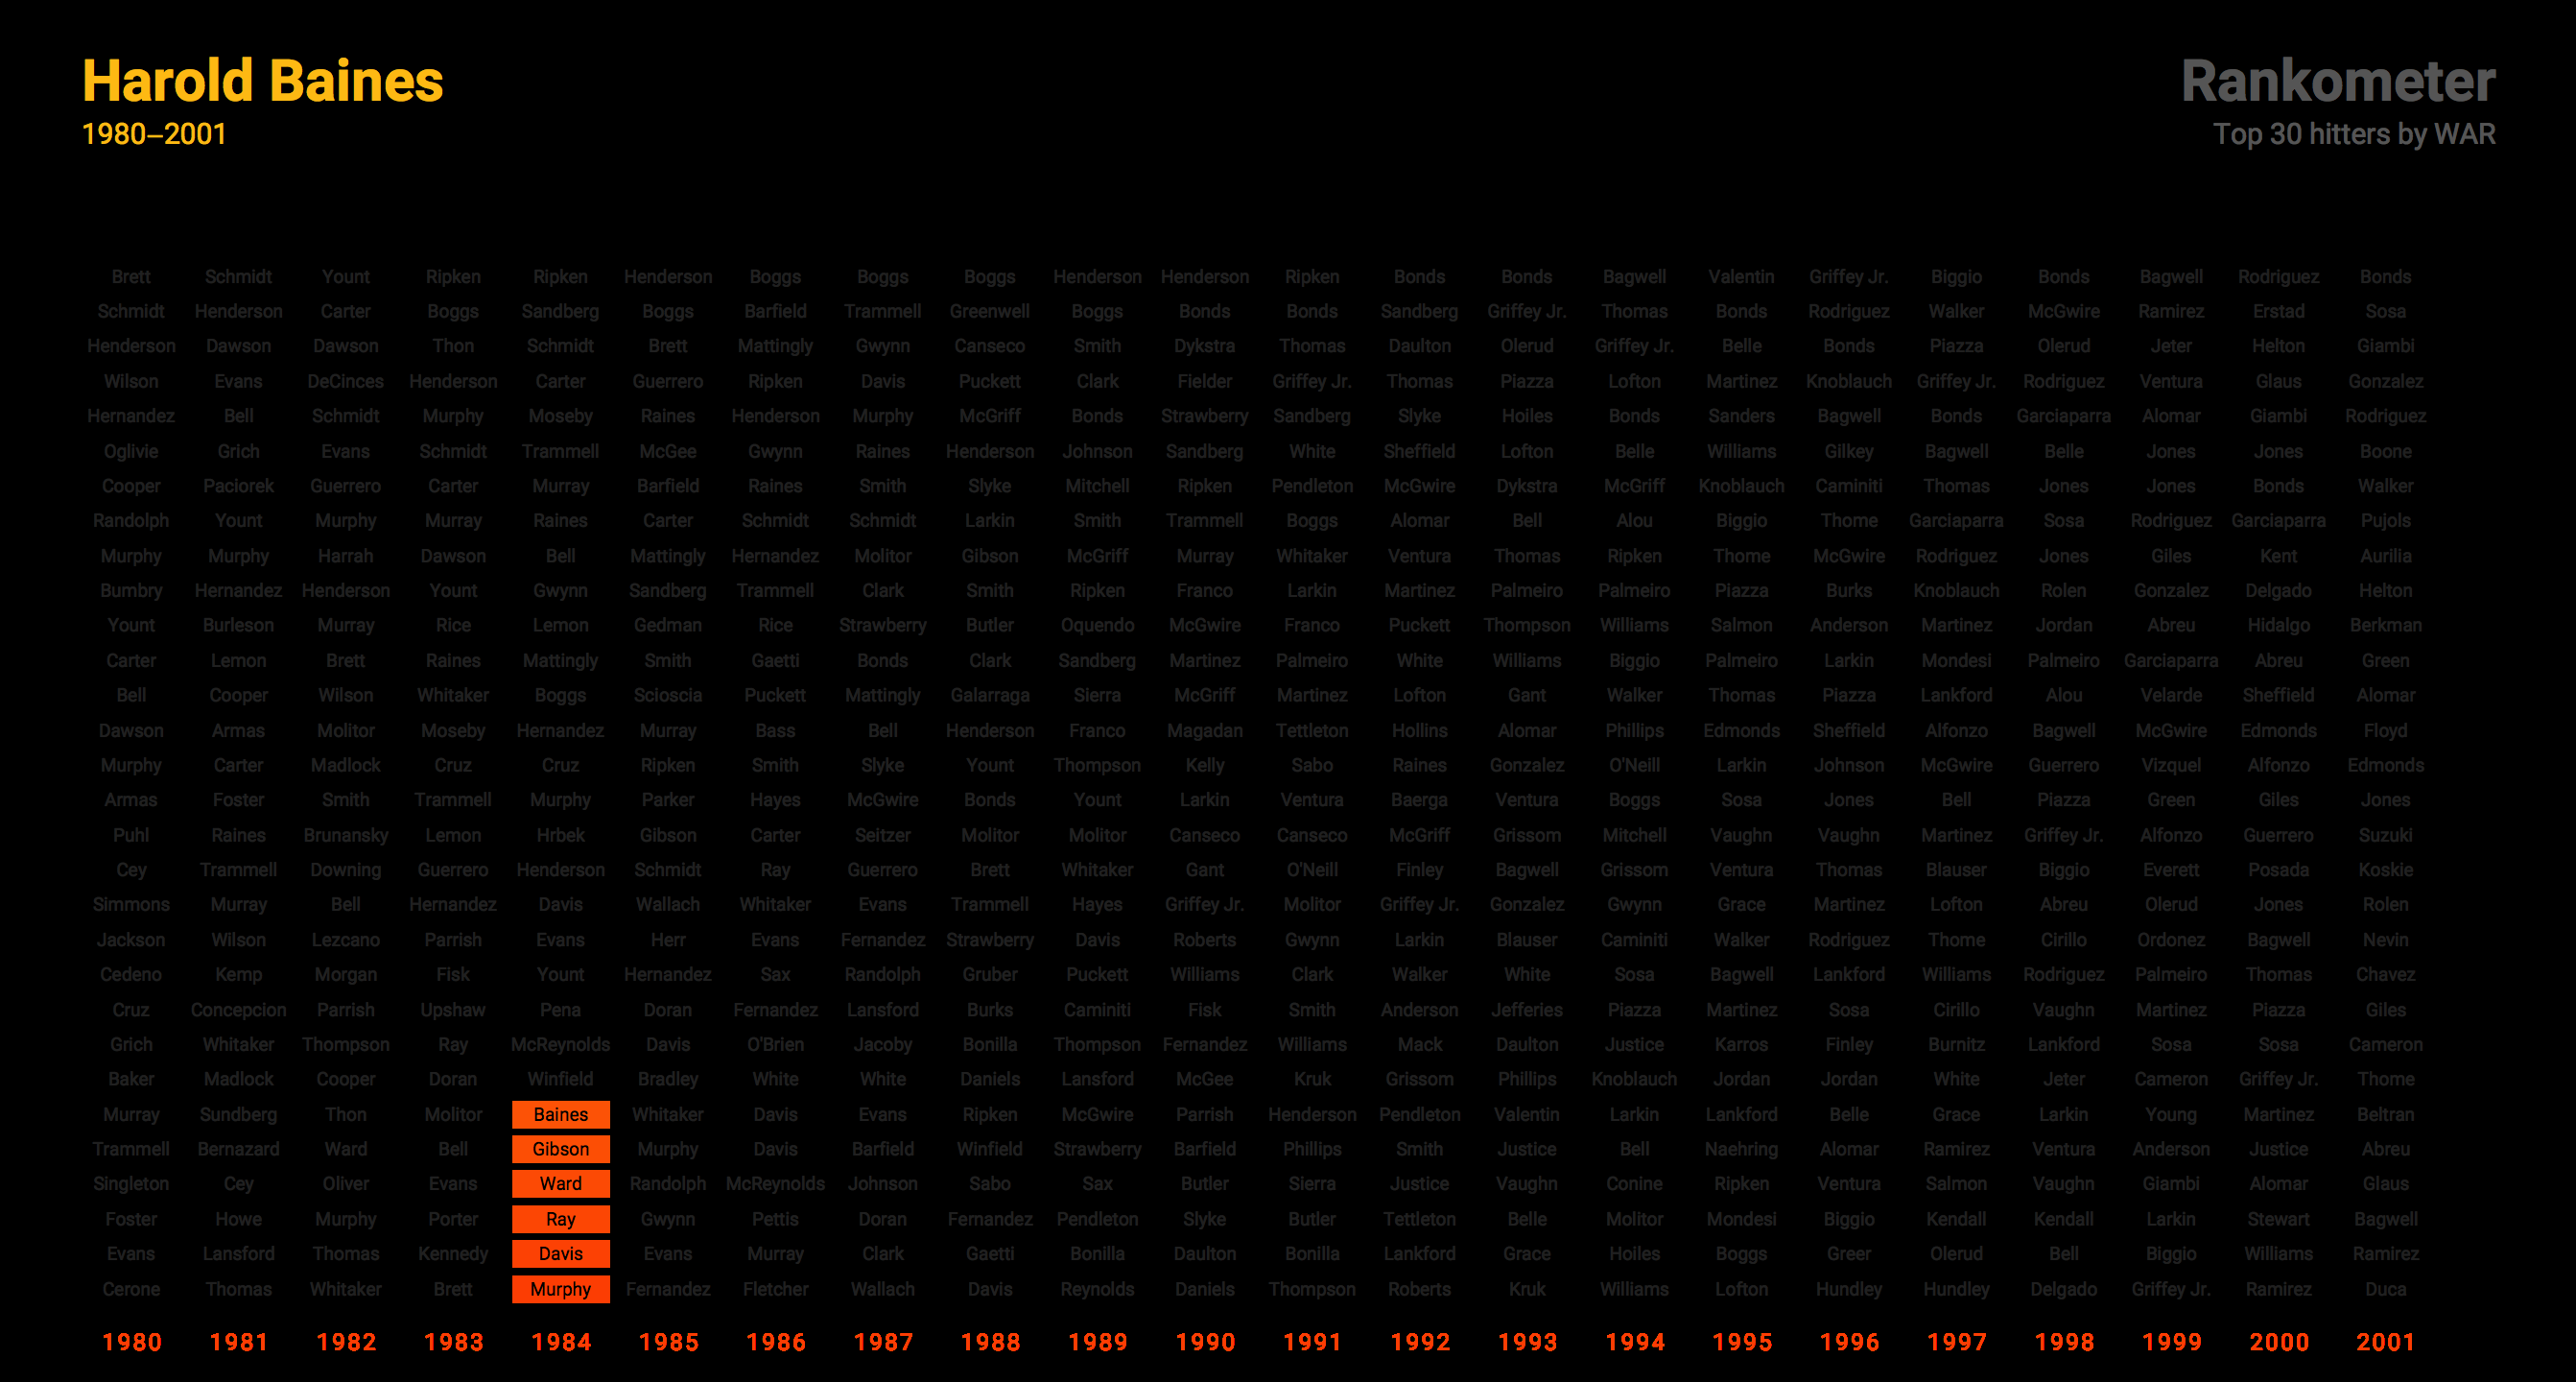 Harold Baines Rankometer
1980–2001 Top 30 hitters by WAR
Brett Schmidt Yount Ripken Ripken Henderson Boggs Boggs Boggs Henderson Henderson Ripken Bonds Bonds Bagwell Valentin Griffey Jr. Biggio Bonds Bagwell Rodriguez Bonds
Schmidt Henderson Carter Boggs Sandberg Boggs Barfield Trammell Greenwell Boggs Bonds Bonds Sandberg Griffey Jr. Thomas Bonds Rodriguez Walker McGwire Ramirez Erstad Sosa
Henderson Dawson Dawson Thon Schmidt Brett Mattingly Gwynn Canseco Smith Dykstra Thomas Daulton Olerud Griffey Jr. Belle Bonds Piazza Olerud Jeter Helton Giambi
Wilson Evans DeCinces Henderson Carter Guerrero Ripken Davis Puckett Clark Fielder Griffey Jr. Thomas Piazza Lofton Martinez Knoblauch Griffey Jr. Rodriguez Ventura Glaus Gonzalez
Hernandez Bell Schmidt Murphy Moseby Raines Henderson Murphy McGriff Bonds Strawberry Sandberg Slyke Hoiles Bonds Sanders Bagwell Bonds Garciaparra Alomar Giambi Rodriguez
Oglivie Grich Evans Schmidt Trammell McGee Gwynn Raines Henderson Johnson Sandberg White Sheffield Lofton Belle Williams Gilkey Bagwell Belle Jones Jones Boone
Cooper Paciorek Guerrero Carter Murray Barfield Raines Smith Slyke Mitchell Ripken Pendleton McGwire Dykstra McGriff Knoblauch Caminiti Thomas Jones Jones Bonds Walker
Randolph Yount Murphy Murray Raines Carter Schmidt Schmidt Larkin Smith Trammell Boggs Alomar Bell Alou Biggio Thome Garciaparra Sosa Rodriguez Garciaparra Pujols
Murphy Murphy Harrah Dawson Bell Mattingly Hernandez Molitor Gibson McGriff Murray Whitaker Ventura Thomas Ripken Thome McGwire Rodriguez Jones Giles Kent Aurilia
Bumbry Hernandez Henderson Yount Gwynn Sandberg Trammell Clark Smith Ripken Franco Larkin Martinez Palmeiro Palmeiro Piazza Burks Knoblauch Rolen Gonzalez Delgado Helton
Yount Burleson Murray Rice Lemon Gedman Rice Strawberry Butler Oquendo McGwire Franco Puckett Thompson Williams Salmon Anderson Martinez Jordan Abreu Hidalgo Berkman
Carter Lemon Brett Raines Mattingly Smith Gaetti Bonds Clark Sandberg Martinez Palmeiro White Williams Biggio Palmeiro Larkin Mondesi Palmeiro Garciaparra Abreu Green
Bell Cooper Wilson Whitaker Boggs Scioscia Puckett Mattingly Galarraga Sierra McGriff Martinez Lofton Gant Walker Thomas Piazza Lankford Alou Velarde Sheffield Alomar
Dawson Armas Molitor Moseby Hernandez Murray Bass Bell Henderson Franco Magadan Tettleton Hollins Alomar Phillips Edmonds Sheffield Alfonzo Bagwell McGwire Edmonds Floyd
Murphy Carter Madlock Cruz Cruz Ripken Smith Slyke Yount Thompson Kelly Sabo Raines Gonzalez O'Neill Larkin Johnson McGwire Guerrero Vizquel Alfonzo Edmonds
Armas Foster Smith Trammell Murphy Parker Hayes McGwire Bonds Yount Larkin Ventura Baerga Ventura Boggs Sosa Jones Bell Piazza Green Giles Jones
Puhl Raines Brunansky Lemon Hrbek Gibson Carter Seitzer Molitor Molitor Canseco Canseco McGriff Grissom Mitchell Vaughn Vaughn Martinez Griffey Jr. Alfonzo Guerrero Suzuki
Cey Trammell Downing Guerrero Henderson Schmidt Ray Guerrero Brett Whitaker Gant O'Neill Finley Bagwell Grissom Ventura Thomas Blauser Biggio Everett Posada Koskie
Simmons Murray Bell Hernandez Davis Wallach Whitaker Evans Trammell Hayes Griffey Jr. Molitor Griffey Jr. Gonzalez Gwynn Grace Martinez Lofton Abreu Olerud Jones Rolen
Jackson Wilson Lezcano Parrish Evans Herr Evans Fernandez Strawberry Davis Roberts Gwynn Larkin Blauser Caminiti Walker Rodriguez Thome Cirillo Ordonez Bagwell Nevin
Cedeno Kemp Morgan Fisk Yount Hernandez Sax Randolph Gruber Puckett Williams Clark Walker White Sosa Bagwell Lankford Williams Rodriguez Palmeiro Thomas Chavez
Cruz Concepcion Parrish Upshaw Pena Doran Fernandez Lansford Burks Caminiti Fisk Smith Anderson Jefferies Piazza Martinez Sosa Cirillo Vaughn Martinez Piazza Giles
Grich Whitaker Thompson Ray McReynolds Davis O'Brien Jacoby Bonilla Thompson Fernandez Williams Mack Daulton Justice Karros Finley Burnitz Lankford Sosa Sosa Cameron
Baker Madlock Cooper Doran Winfield Bradley White White Daniels Lansford McGee Kruk Grissom Phillips Knoblauch Jordan Jordan White Jeter Cameron Griffey Jr. Thome
Murray Sundberg Thon Molitor Baines Whitaker Davis Evans Ripken McGwire Parrish Henderson Pendleton Valentin Larkin Lankford Belle Grace Larkin Young Martinez Beltran
Trammell Bernazard Ward Bell Gibson Murphy Davis Barfield Winfield Strawberry Barfield Phillips Smith Justice Bell Naehring Alomar Ramirez Ventura Anderson Justice Abreu
Singleton Cey Oliver Evans Ward Randolph McReynolds Johnson Sabo Sax Butler Sierra Justice Vaughn Conine Ripken Ventura Salmon Vaughn Giambi Alomar Glaus
Foster Howe Murphy Porter Ray Gwynn Pettis Doran Fernandez Pendleton Slyke Butler Tettleton Belle Molitor Mondesi Biggio Kendall Kendall Larkin Stewart Bagwell
Evans Lansford Thomas Kennedy Davis Evans Murray Clark Gaetti Bonilla Daulton Bonilla Lankford Grace Hoiles Boggs Greer Olerud Bell Biggio Williams Ramirez
Cerone Thomas Whitaker Brett Murphy Fernandez Fletcher Wallach Davis Reynolds Daniels Thompson Roberts Kruk Williams Lofton Hundley Hundley Delgado Griffey Jr. Ramirez Duca
1980 1981 1982 1983 1984 1985 1986 1987 1988 1989 1990 1991 1992 1993 1994 1995 1996 1997 1998 1999 2000 2001